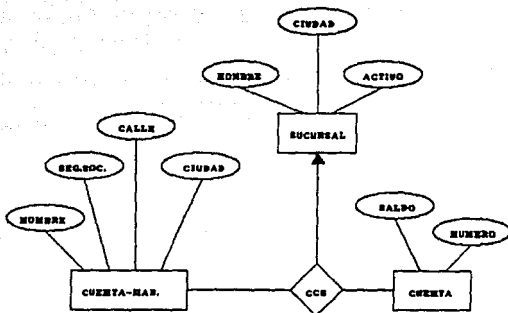 CIUDAD
NOMBRE
ACTIVO
CALLE
SUCURSAL
SEG.SOC.
CIUDAD
SALDO
NOMBRE
NUMERO
CUENTA-HAB.
CCS
CUENTA